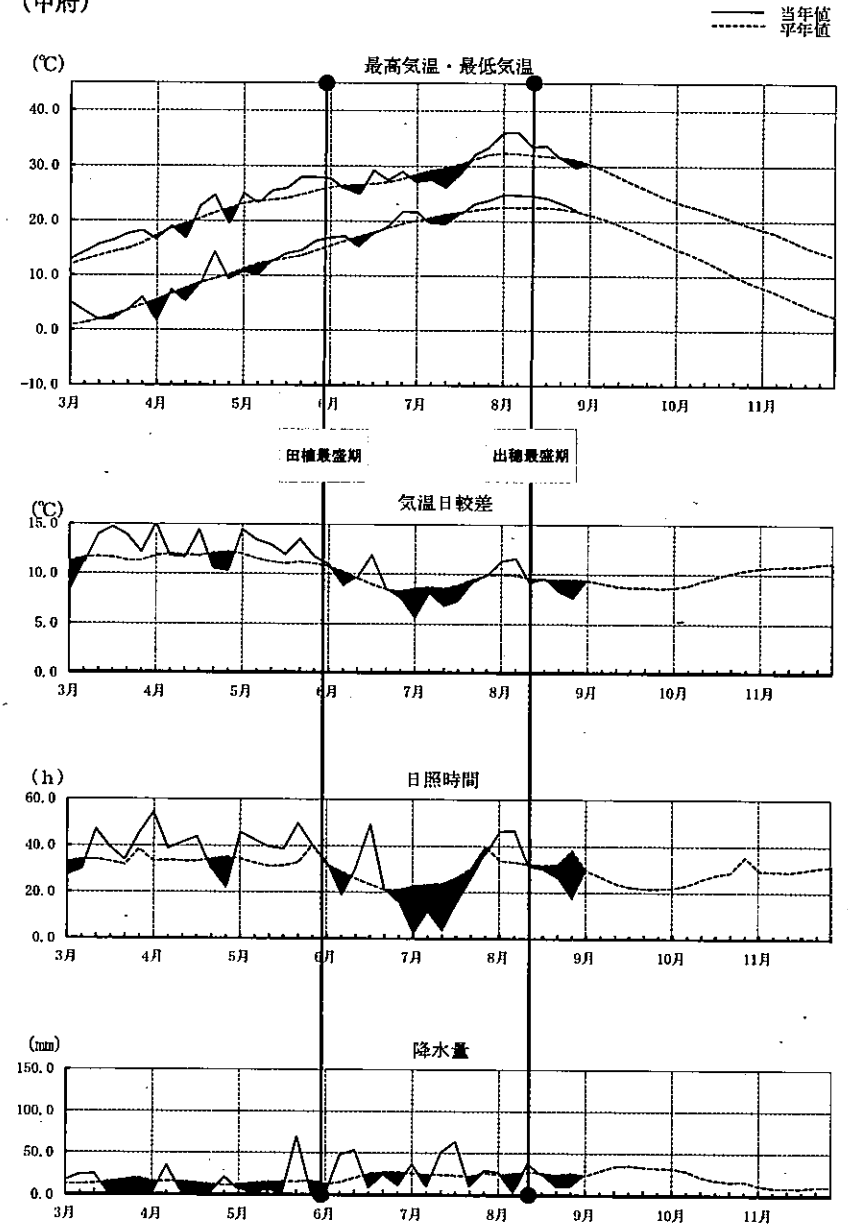 (甲府)
当年値
平年値
最高気温・最低気温
(℃)
40.0
30.0
20.0
10.0
0.0
-10.0
3月 4月 5月 6月 7月 8月 9月 10月 11月
田植最盛期 出穂最盛期
気温日較差
(℃)
15.0
10.0
5.0
0.0
3月 4月 5月 6月 7月 8月 9月 10月 11月
日照時間
(h)
60.0
40.0
20.0
0.0
3月 4月 5月 6月 7月 8月 9月 10月 11月
降水量
(mm)
150.0
100.0
50.0
0.0
3月 4月 5月 6月 7月 8月 9月 10月 11月